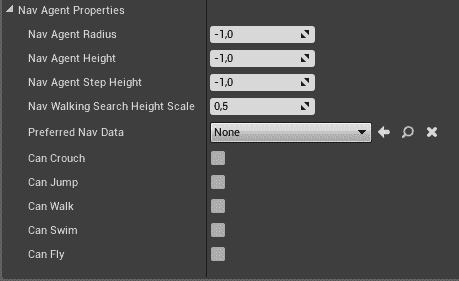 Nav Agent Properties
Nav Agent Radius -1,0
Nav Agent Height -1,0
Nav Agent Step Height -1,0
Nav Walking Search Height Scale 0,5
Preferred Nav Data None
Can Crouch
Can Jump
Can Walk
Can Swim
Can Fly